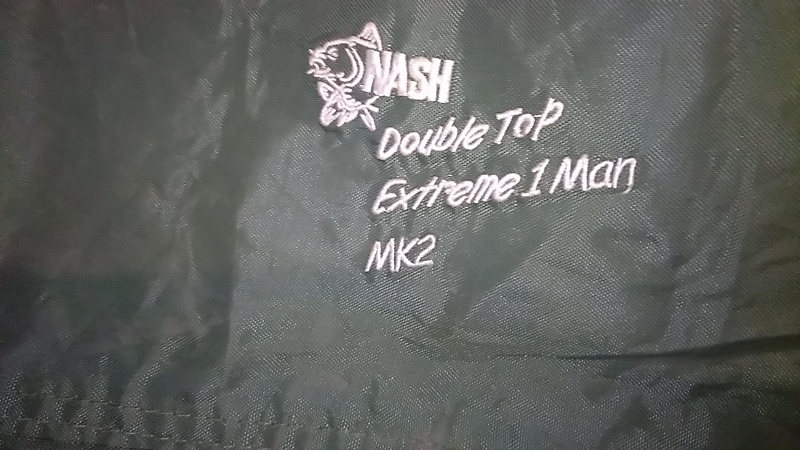 NASH
Double Top
Extreme 1 Man
MK2